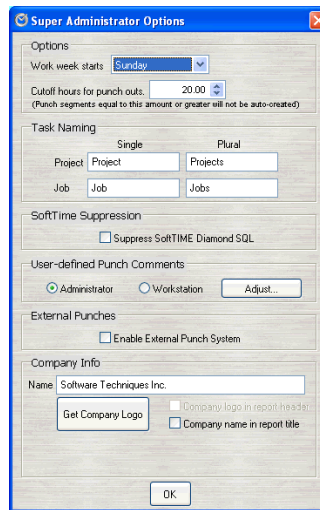 Super Administrator Options
Options
Work week starts Sunday
Cutoff hours for punch outs. 20.00
(Punch segments equal to this amount or greater will not be auto-created)
Task Naming
Single Plural
Project Project Projects
Job Job Jobs
SoftTime Suppression
Suppress SoftTIME Diamond SQL
User-defined Punch Comments
Administrator Workstation Adjust...
External Punches
Enable External Punch System
Company Info
Name Software Techniques Inc.
Get Company Logo
Company logo in report header
Company name in report title
OK